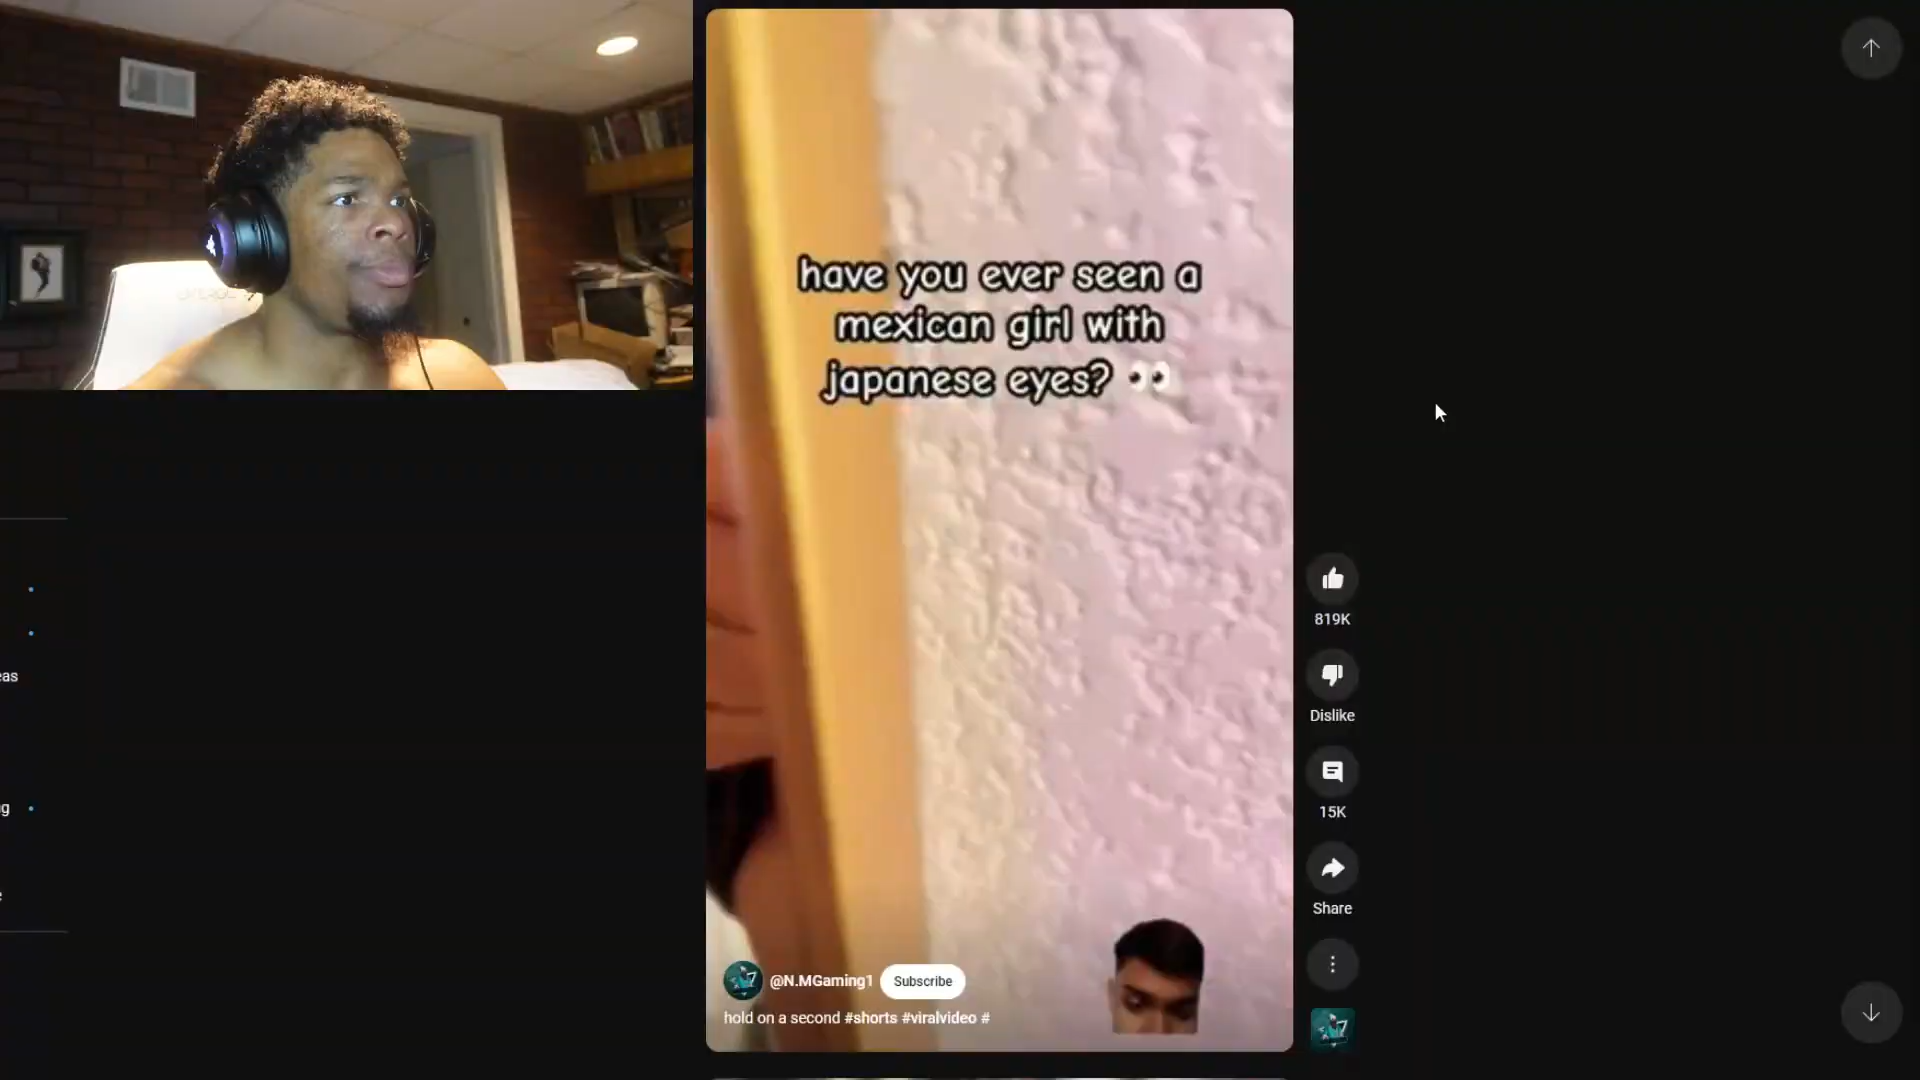 have you ever seen a
mexican girl with
japanese eyes? 👀
819K
Dislike
15K
Share
@N.MGaming1
Subscribe
hold on a second #shorts #viralvideo #
eas
g